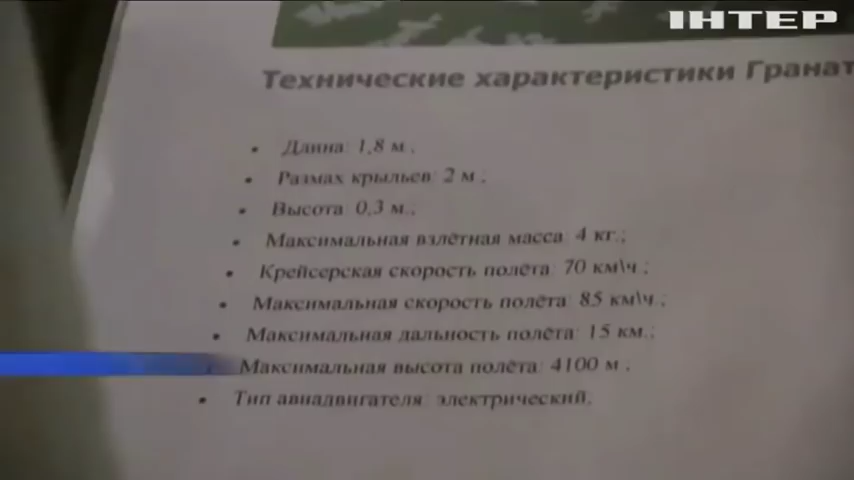 ІНТЕР
Технические характеристики Гранат
• Длина: 1,8 м.;
• Размах крыльев: 2 м.;
• Высота: 0,3 м.;
• Максимальная взлётная масса: 4 кг.;
• Крейсерская скорость полёта: 70 км\ч.;
• Максимальная скорость полёта: 85 км\ч.;
• Максимальная дальность полёта: 15 км.;
Максимальная высота полёта: 4100 м.;
• Тип авиадвигателя: электрический.